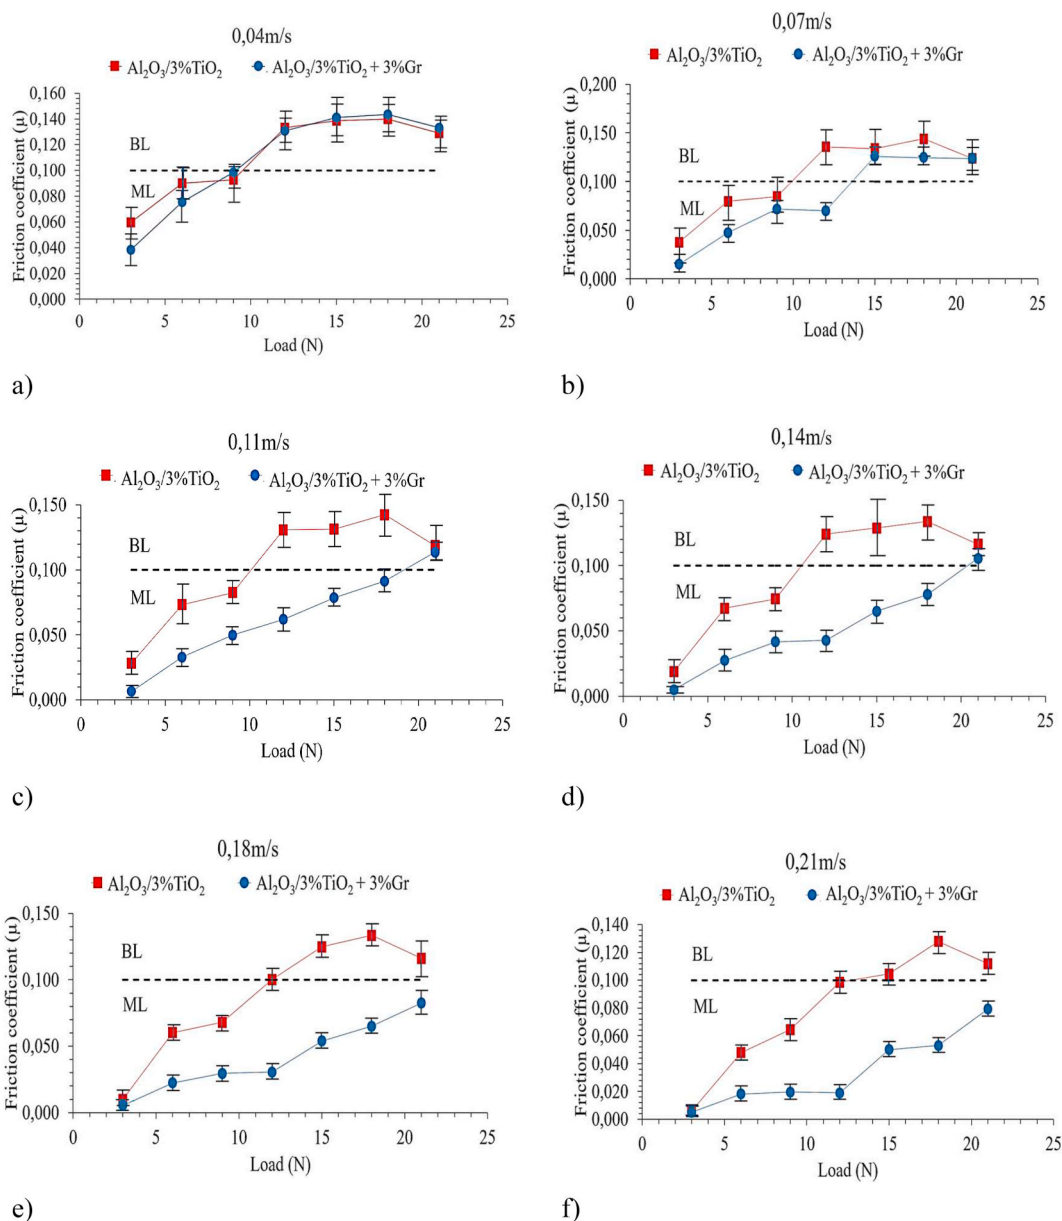 0,04m/s
Al₂O₃/3%TiO₂ Al₂O₃/3%TiO₂ + 3%Gr
Friction coefficient (μ)
0,160
0,140
0,120
0,100
0,080
0,060
0,040
0,020
0,000
BL
ML
0 5 10 15 20 25
Load (N)
a)
0,07m/s
Al₂O₃/3%TiO₂ Al₂O₃/3%TiO₂ + 3%Gr
Friction coefficient (μ)
0,200
0,150
0,100
0,050
0,000
BL
ML
0 5 10 15 20 25
Load (N)
b)
0,11m/s
Al₂O₃/3%TiO₂ Al₂O₃/3%TiO₂ + 3%Gr
Friction coefficient (μ)
0,150
0,100
0,050
0,000
BL
ML
0 5 10 15 20 25
Load (N)
c)
0,14m/s
Al₂O₃/3%TiO₂ Al₂O₃/3%TiO₂ + 3%Gr
Friction coefficient (μ)
0,150
0,100
0,050
0,000
BL
ML
0 5 10 15 20 25
Load (N)
d)
0,18m/s
Al₂O₃/3%TiO₂ Al₂O₃/3%TiO₂ + 3%Gr
Friction coefficient (μ)
0,150
0,100
0,050
0,000
BL
ML
0 5 10 15 20 25
Load (N)
e)
0,21m/s
Al₂O₃/3%TiO₂ Al₂O₃/3%TiO₂ + 3%Gr
Friction coefficient (μ)
0,140
0,120
0,100
0,080
0,060
0,040
0,020
0,000
BL
ML
0 5 10 15 20 25
Load (N)
f)